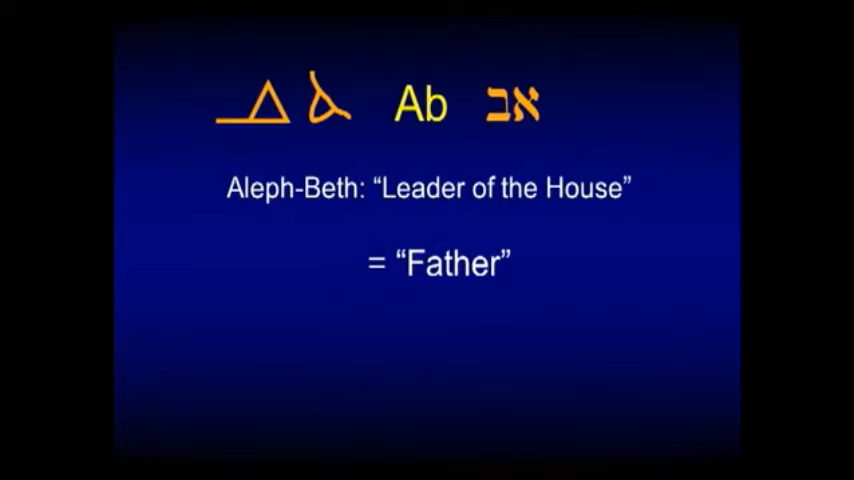 Ab אב
Aleph-Beth: “Leader of the House”
= “Father”